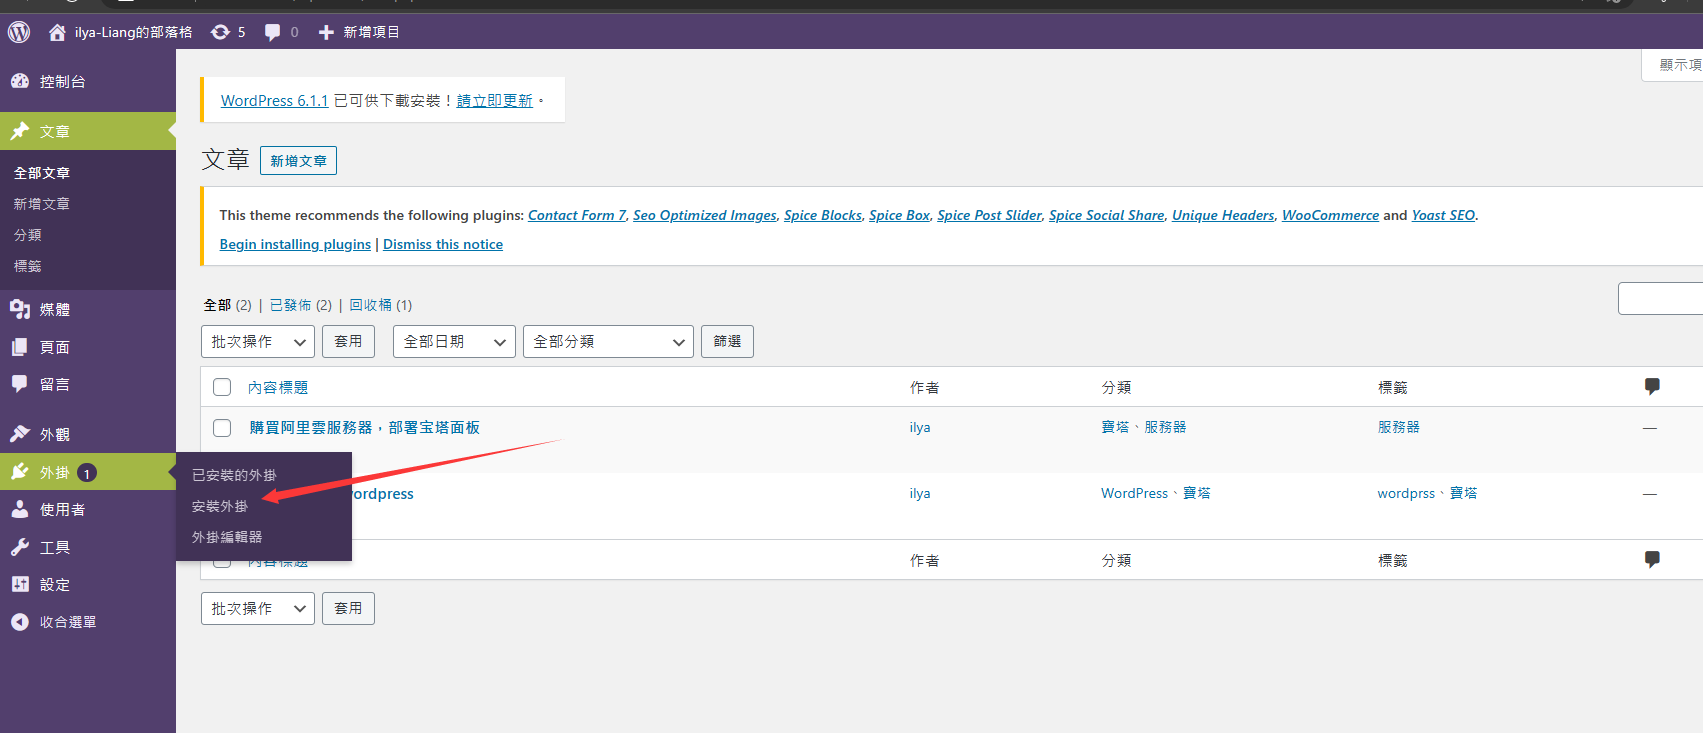 ilya-Liang的部落格 5 0 新增項目
顯示項
控制台
文章
全部文章
新增文章
分類
標籤
媒體
頁面
留言
外觀
外掛 1
已安裝的外掛
安裝外掛
外掛編輯器
使用者
工具
設定
收合選單
WordPress 6.1.1 已可供下載安裝！請立即更新。
文章 新增文章
This theme recommends the following plugins: Contact Form 7, Seo Optimized Images, Spice Blocks, Spice Box, Spice Post Slider, Spice Social Share, Unique Headers, WooCommerce and Yoast SEO.
Begin installing plugins | Dismiss this notice
全部 (2) | 已發佈 (2) | 回收桶 (1)
批次操作 套用 全部日期 全部分類 篩選
內容標題 作者 分類 標籤
購買阿里雲服務器，部署宝塔面板 ilya 寶塔、服務器 服務器 —
wordpress ilya WordPress、寶塔 wordprss、寶塔 —
內容標題 作者 分類 標籤
批次操作 套用